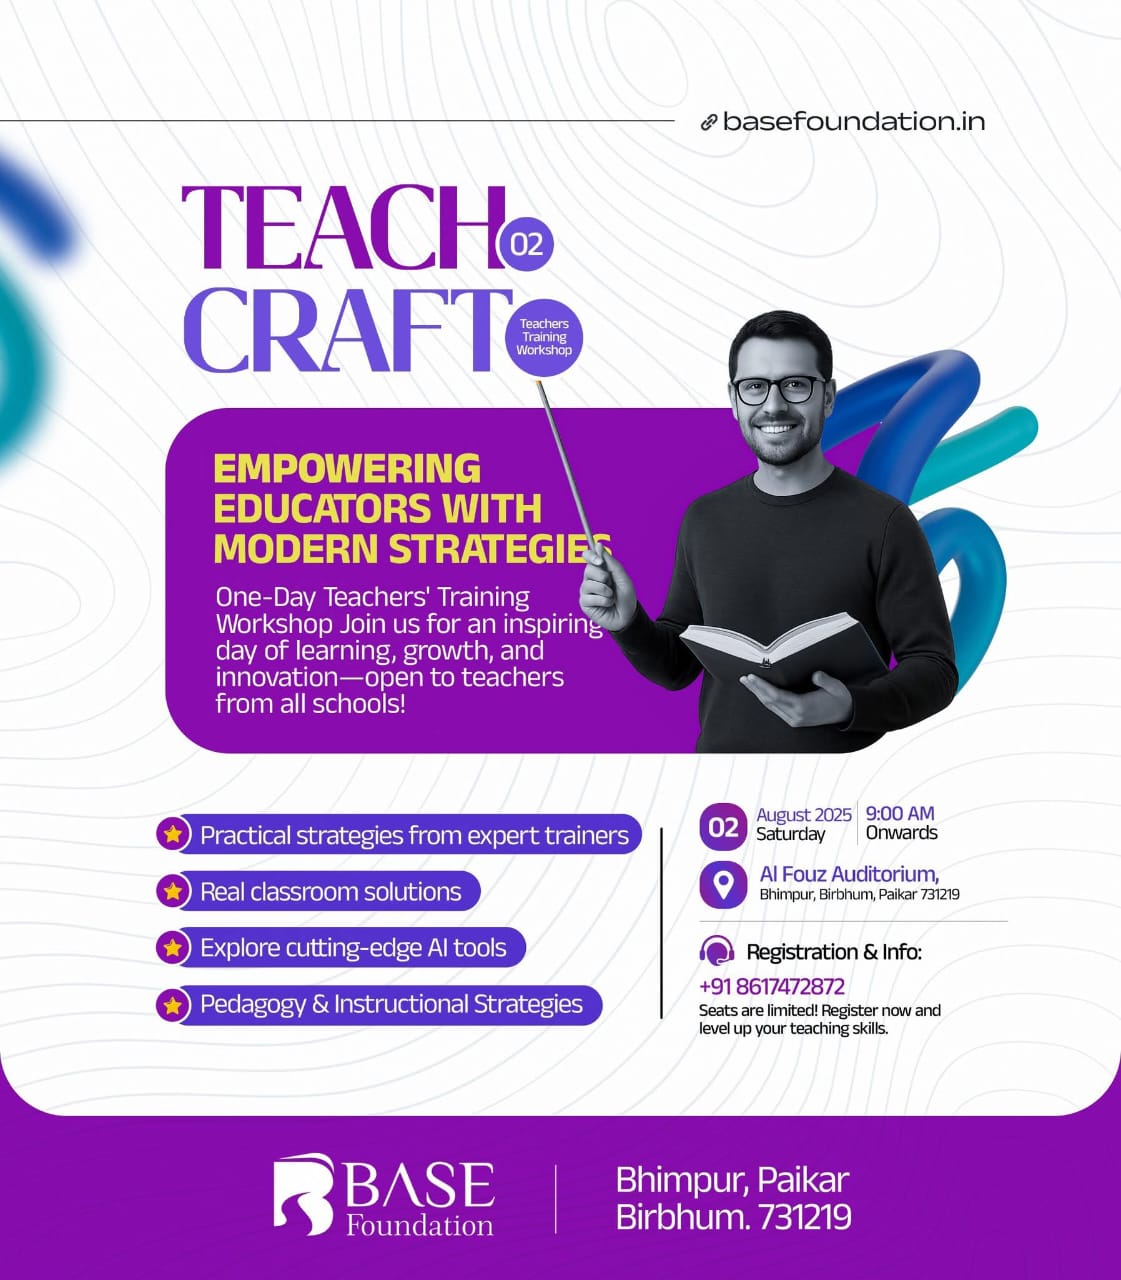 basefoundation.in
TEACH
02
CRAFT
Teachers
Training
Workshop
EMPOWERING
EDUCATORS WITH
MODERN STRATEGIES
One-Day Teachers' Training
Workshop Join us for an inspiring
day of learning, growth, and
innovation—open to teachers
from all schools!
Practical strategies from expert trainers
Real classroom solutions
Explore cutting-edge AI tools
Pedagogy & Instructional Strategies
02
August 2025
Saturday
9:00 AM
Onwards
Al Fouz Auditorium,
Bhimpur, Birbhum, Paikar 731219
Registration & Info:
+91 8617472872
Seats are limited! Register now and
level up your teaching skills.
BASE
Foundation
Bhimpur, Paikar
Birbhum. 731219